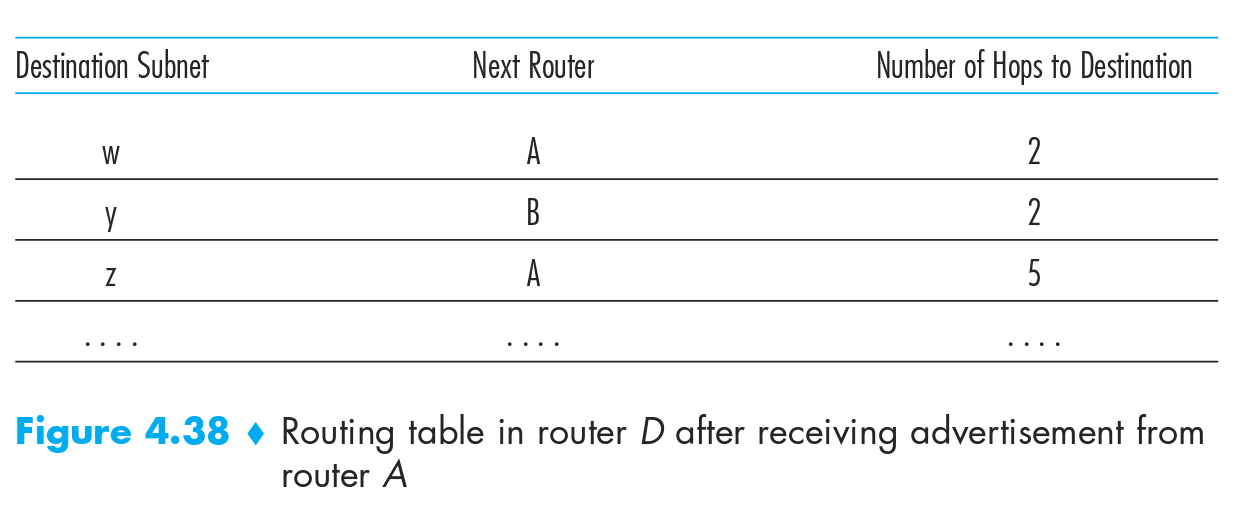 Destination Subnet Next Router Number of Hops to Destination
w A 2
y B 2
z A 5
. . . . . . . . . . . .
Figure 4.38 ♦ Routing table in router D after receiving advertisement from
router A